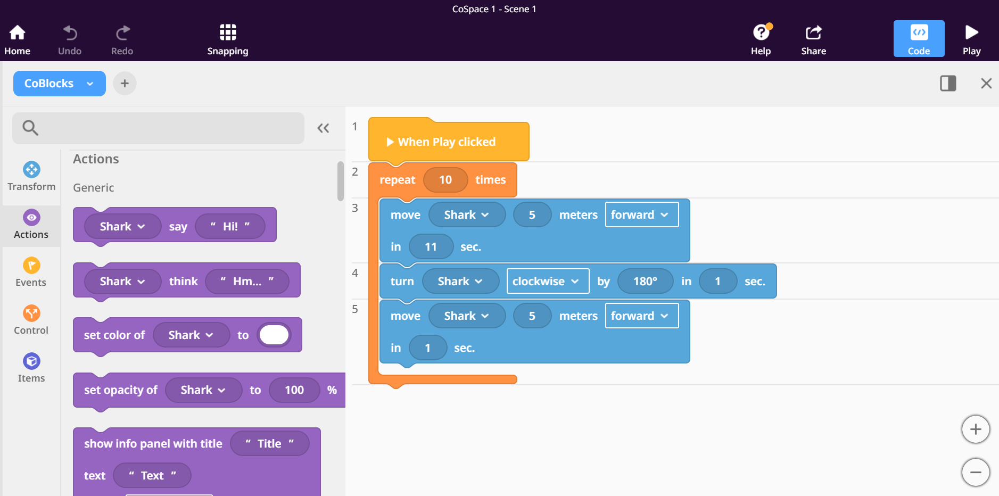 CoSpace 1 - Scene 1
Home Undo Redo Snapping Help Share Code Play
CoBlocks
Transform
Actions
Events
Control
Items
Actions
Generic
Shark say “ Hi! ”
Shark think “ Hm... ”
set color of Shark to
set opacity of Shark to 100 %
show info panel with title “ Title ”
text “ Text ”
1 When Play clicked
2 repeat 10 times
3 move Shark 5 meters forward
in 11 sec.
4 turn Shark clockwise by 180° in 1 sec.
5 move Shark 5 meters forward
in 1 sec.